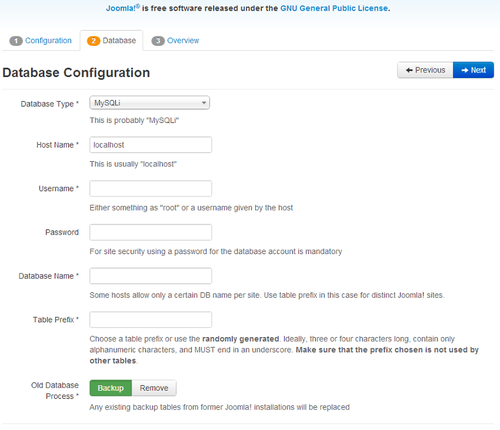 Joomla!® is free software released under the GNU General Public License.
1 Configuration 2 Database 3 Overview
Database Configuration
Previous Next
Database Type * MySQLi
This is probably "MySQLi"
Host Name * localhost
This is usually "localhost"
Username *
Either something as "root" or a username given by the host
Password
For site security using a password for the database account is mandatory
Database Name *
Some hosts allow only a certain DB name per site. Use table prefix in this case for distinct Joomla! sites.
Table Prefix *
Choose a table prefix or use the randomly generated. Ideally, three or four characters long, contain only
alphanumeric characters, and MUST end in an underscore. Make sure that the prefix chosen is not used by
other tables.
Old Database
Process * Backup Remove
Any existing backup tables from former Joomla! installations will be replaced